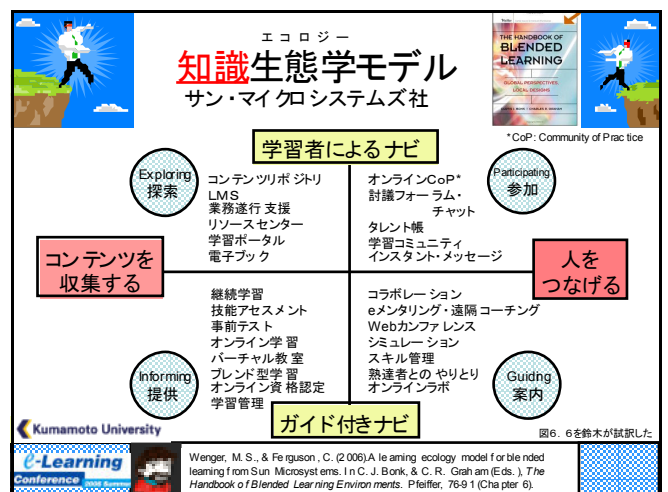 エコロジー
知識生態学モデル
サン・マイクロシステムズ社
THE HANDBOOK OF
BLENDED
LEARNING
GLOBAL PERSPECTIVES,
LOCAL DESIGNS
*CoP: Community of Practice
学習者によるナビ
Exploring
探索
コンテンツリポジトリ
LMS
業務遂行支援
リソースセンター
学習ポータル
電子ブック
オンラインCoP*
討議フォーラム・
チャット
タレント帳
学習コミュニティ
インスタント・メッセージ
Participating
参加
コンテンツを
収集する
人を
つなげる
継続学習
技能アセスメント
事前テスト
オンライン学習
バーチャル教室
ブレンド型学習
オンライン資格認定
学習管理
コラボレーション
eメンタリング・遠隔コーチング
Webカンファレンス
シミュレーション
スキル管理
熟達者とのやりとり
オンラインラボ
Informing
提供
Guiding
案内
ガイド付きナビ
Kumamoto University
図6.6を鈴木が試訳した
e-Learning
Conference 2008 Summer
Wenger, M. S., & Ferguson, C. (2006).A learning ecology model for blended
learning from Sun Microsystems. In C. J. Bonk, & C. R. Graham (Eds.), The
Handbook of Blended Learning Environments. Pfeiffer, 76-91 (Chapter 6).